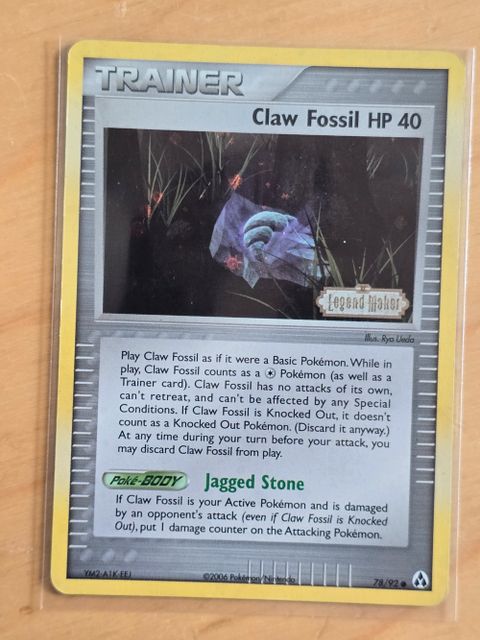 TRAINER
Claw Fossil HP 40
Legend Maker
Illus. Ryo Ueda
Play Claw Fossil as if it were a Basic Pokémon. While in
play, Claw Fossil counts as a Pokémon (as well as a
Trainer card). Claw Fossil has no attacks of its own,
can't retreat, and can't be affected by any Special
Conditions. If Claw Fossil is Knocked Out, it doesn't
count as a Knocked Out Pokémon. (Discard it anyway.)
At any time during your turn before your attack, you
may discard Claw Fossil from play.
Poké-BODY Jagged Stone
If Claw Fossil is your Active Pokémon and is damaged
by an opponent's attack (even if Claw Fossil is Knocked
Out), put 1 damage counter on the Attacking Pokémon.
YM2-A1K-EEJ
©2006 Pokémon/Nintendo
78/92